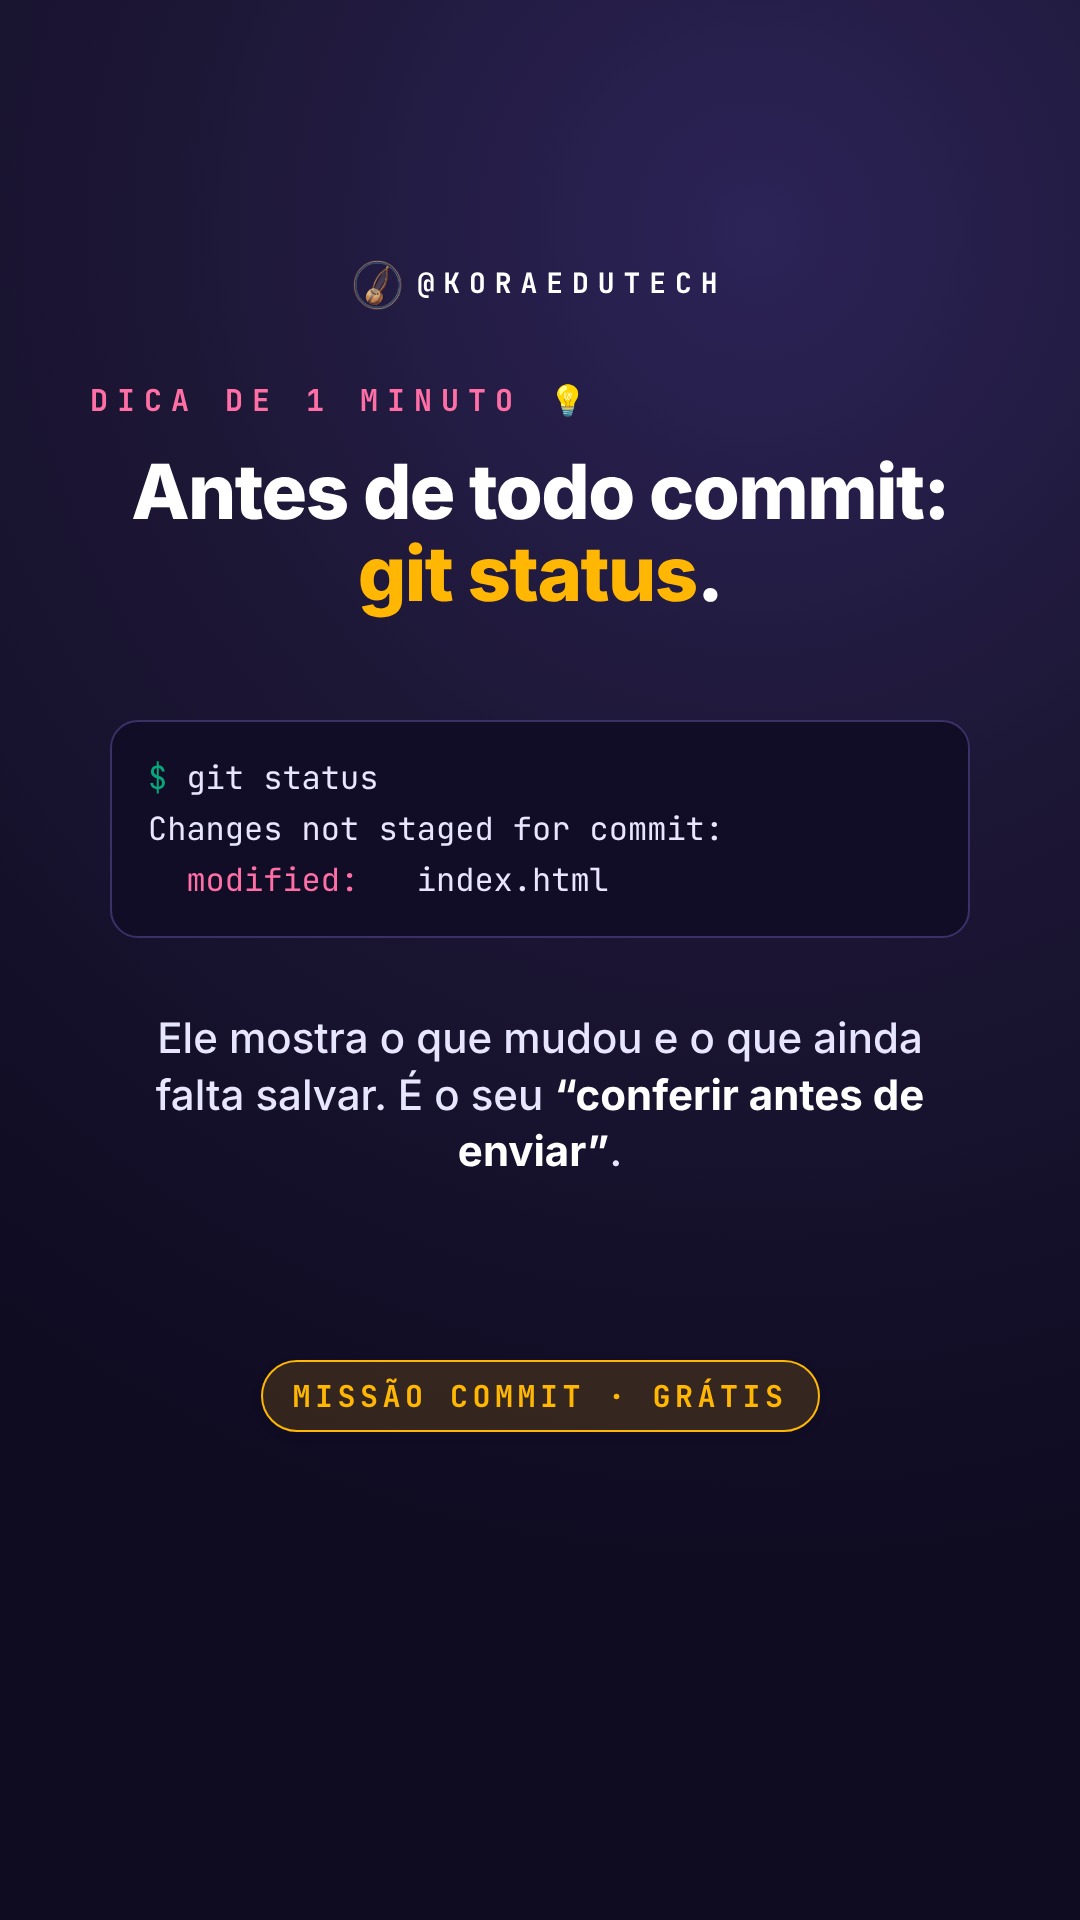 @KORAEDUTECH
DICA DE 1 MINUTO 💡
Antes de todo commit:
git status.
$ git status
Changes not staged for commit:
  modified:   index.html
Ele mostra o que mudou e o que ainda
falta salvar. É o seu “conferir antes de
enviar”.
MISSÃO COMMIT · GRÁTIS